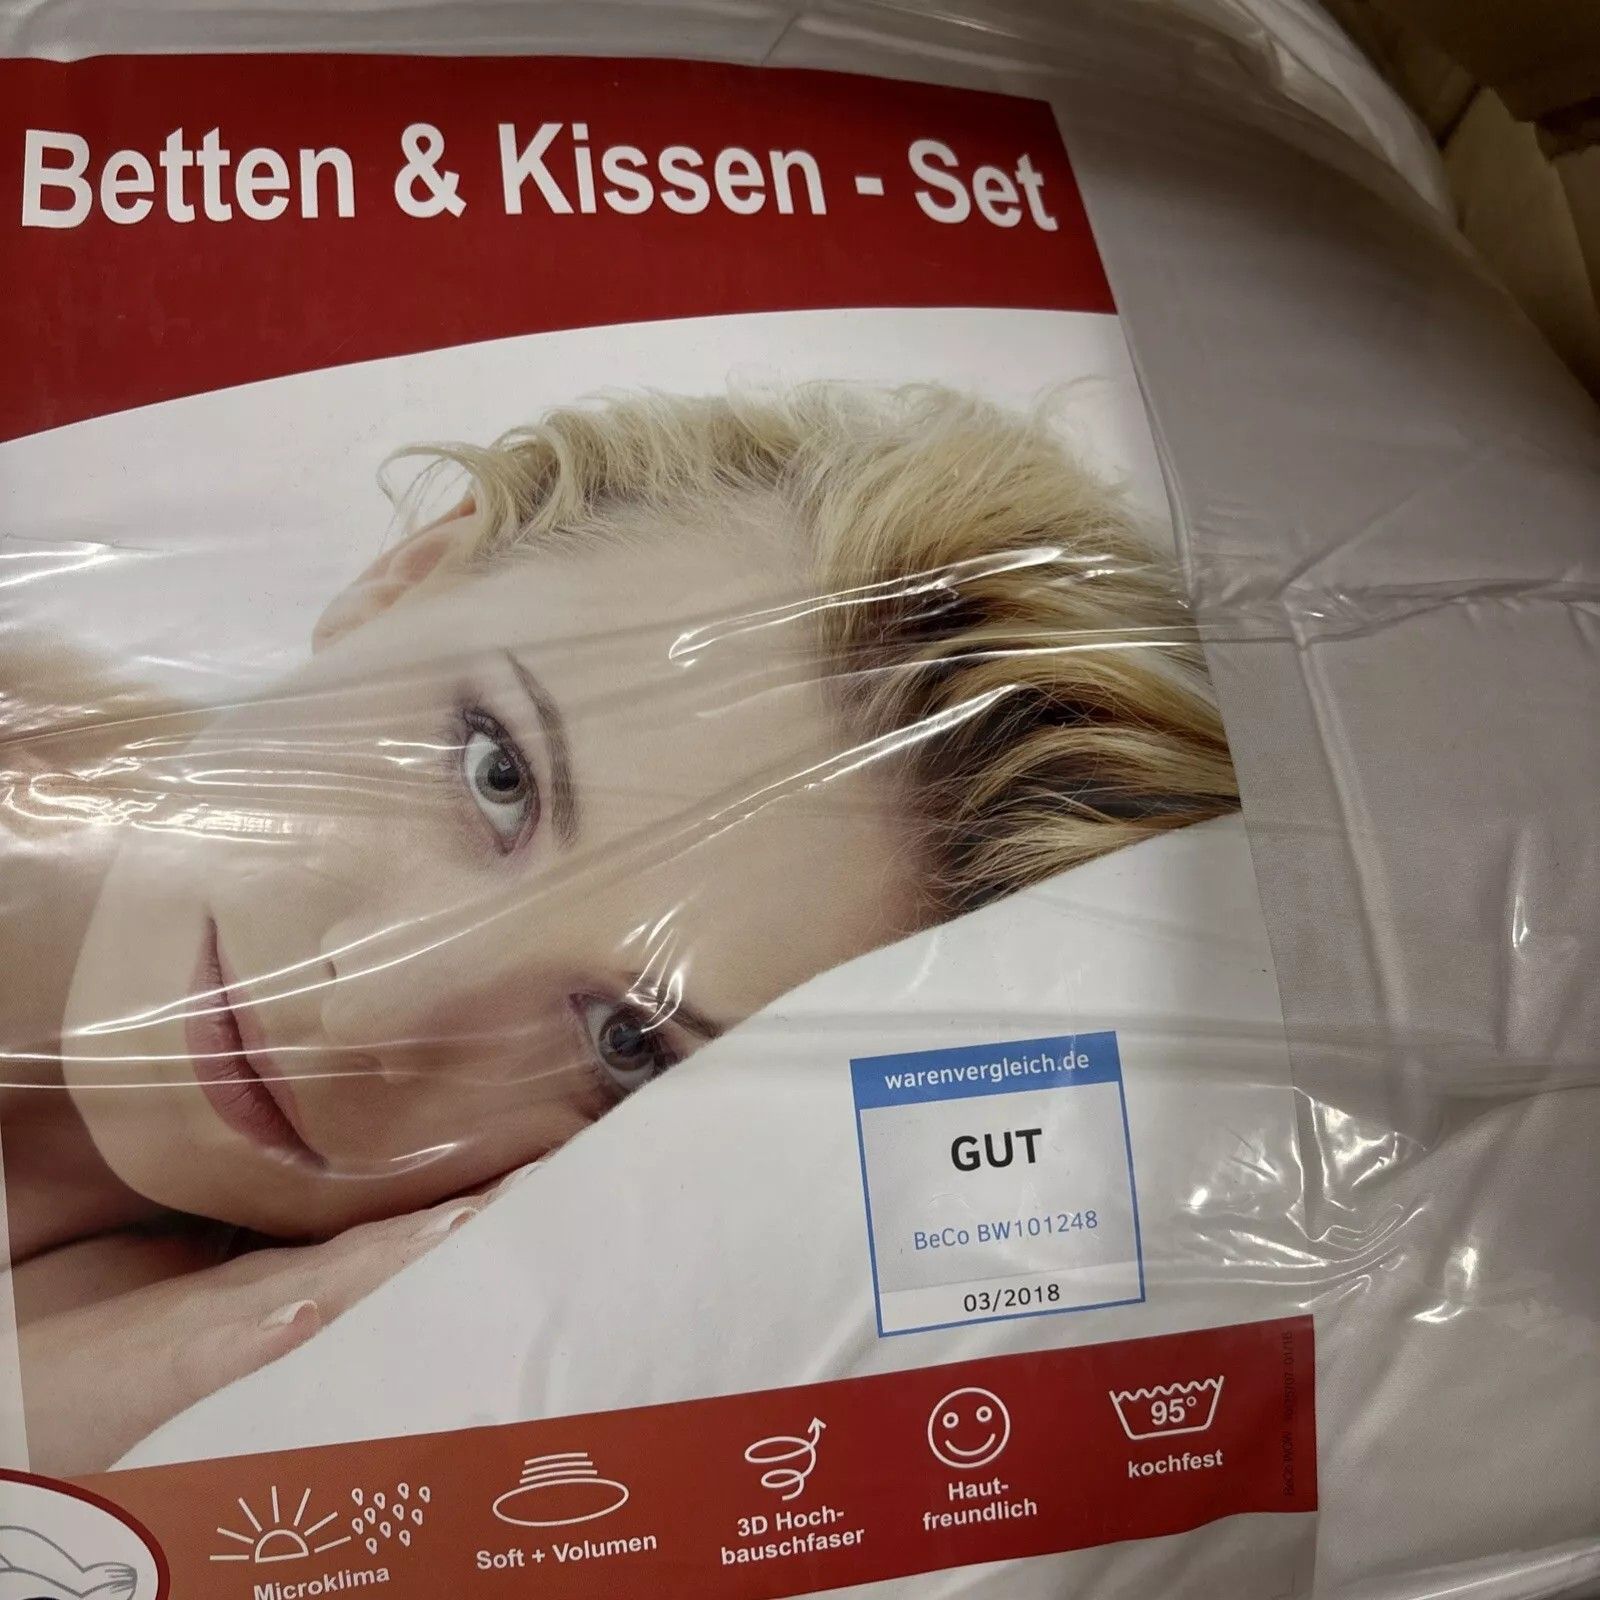 Betten & Kissen - Set
warenvergleich.de
GUT
BeCo BW101248
03/2018
Microklima
Soft + Volumen
3D Hoch-
bauschfaser
Haut-
freundlich
95°
kochfest